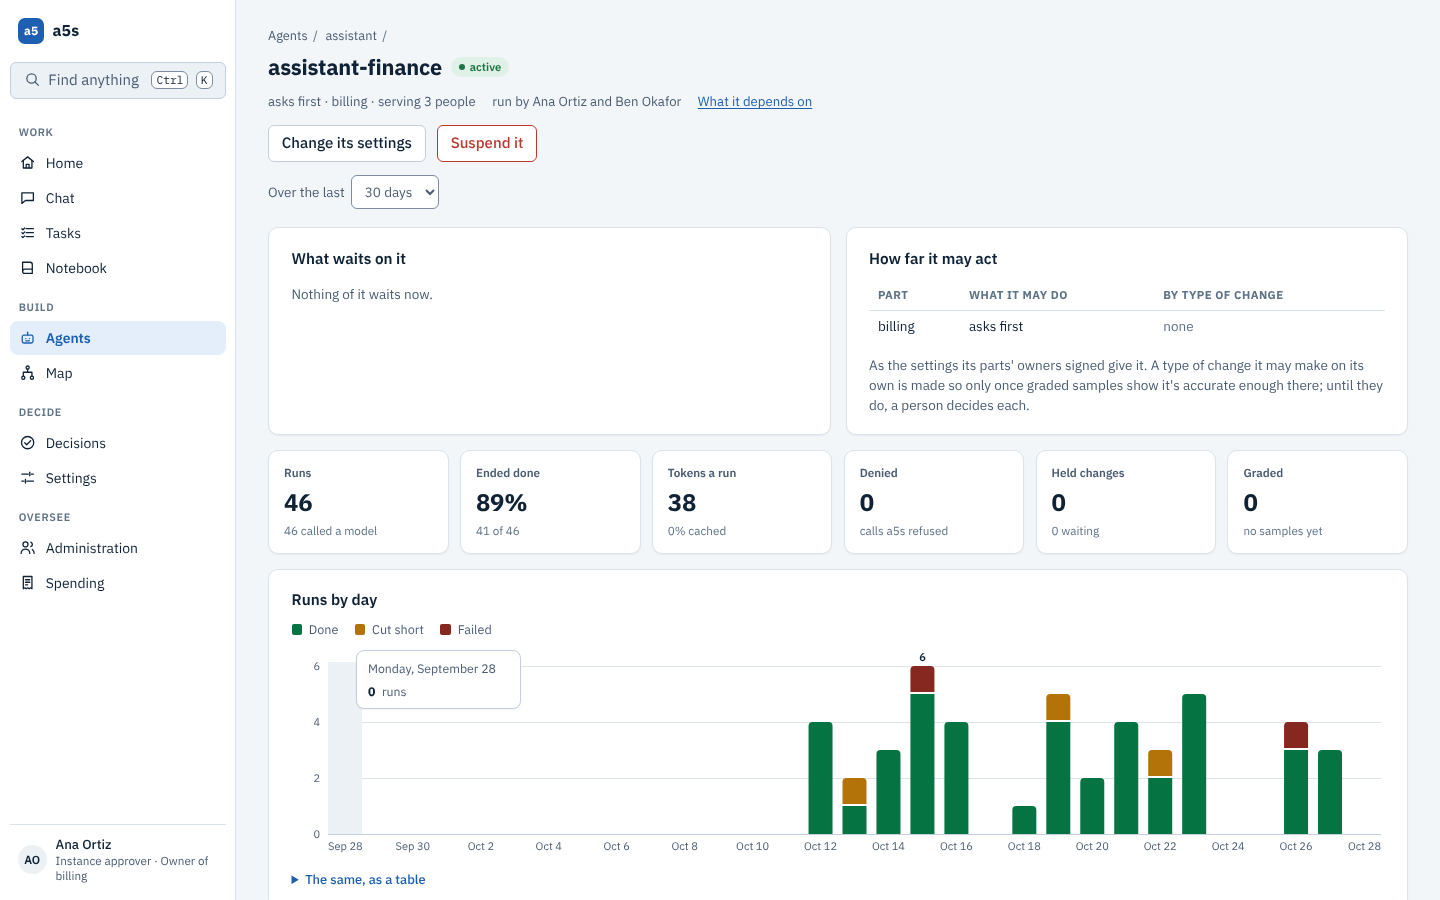 a5 a5s
Find anything Ctrl K
WORK
Home
Chat
Tasks
Notebook
BUILD
Agents
Map
DECIDE
Decisions
Settings
OVERSEE
Administration
Spending
AO
Ana Ortiz
Instance approver · Owner of
billing
Agents / assistant /
assistant-finance active
asks first · billing · serving 3 people run by Ana Ortiz and Ben Okafor What it depends on
Change its settings Suspend it
Over the last 30 days
What waits on it
Nothing of it waits now.
How far it may act
PART WHAT IT MAY DO BY TYPE OF CHANGE
billing asks first none
As the settings its parts' owners signed give it. A type of change it may make on its
own is made so only once graded samples show it's accurate enough there; until they
do, a person decides each.
Runs
46
46 called a model
Ended done
89%
41 of 46
Tokens a run
38
0% cached
Denied
0
calls a5s refused
Held changes
0
0 waiting
Graded
0
no samples yet
Runs by day
Done Cut short Failed
Monday, September 28
0 runs
6
6
4
2
0
Sep 28 Sep 30 Oct 2 Oct 4 Oct 6 Oct 8 Oct 10 Oct 12 Oct 14 Oct 16 Oct 18 Oct 20 Oct 22 Oct 24 Oct 26 Oct 28
The same, as a table